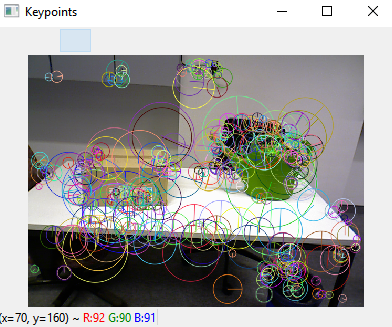 Keypoints
(x=70, y=160) ~ R:92 G:90 B:91